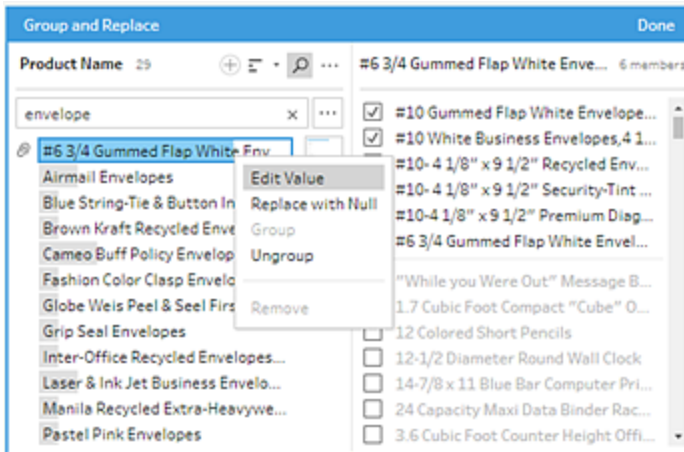 Group and Replace Done
Product Name 29
#6 3/4 Gummed Flap White Enve... 6 members
envelope
#6 3/4 Gummed Flap White Env
Airmail Envelopes
Blue String-Tie & Button In
Brown Kraft Recycled Enve
Cameo Buff Policy Envelop
Fashion Color Clasp Envelo
Globe Weis Peel & Seel Firs
Grip Seal Envelopes
Inter-Office Recycled Envelopes...
Laser & Ink Jet Business Envelo...
Manila Recycled Extra-Heavywe...
Pastel Pink Envelopes
Edit Value
Replace with Null
Group
Ungroup
Remove
#10 Gummed Flap White Envelope...
#10 White Business Envelopes,4 1...
#10- 4 1/8" x 9 1/2" Recycled Env...
#10- 4 1/8" x 9 1/2" Security-Tint ...
#10-4 1/8" x 9 1/2" Premium Diag...
#6 3/4 Gummed Flap White Envel...
"While you Were Out" Message B...
1.7 Cubic Foot Compact "Cube" O...
12 Colored Short Pencils
12-1/2 Diameter Round Wall Clock
14-7/8 x 11 Blue Bar Computer Pri...
24 Capacity Maxi Data Binder Rac...
3.6 Cubic Foot Counter Height Offi...